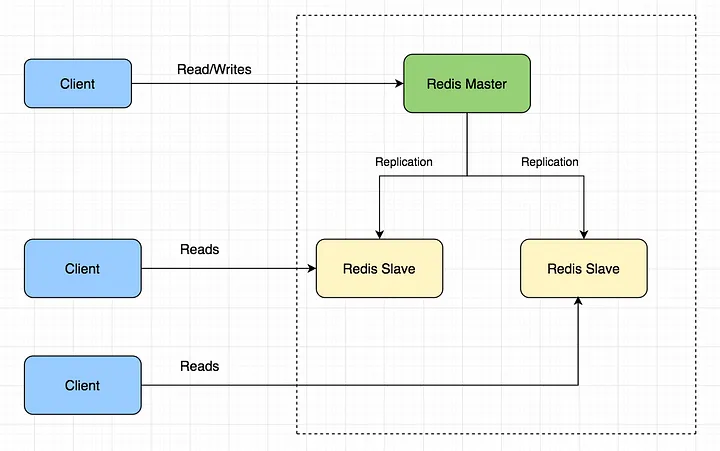 Client
Read/Writes
Redis Master
Replication
Replication
Client
Reads
Redis Slave
Redis Slave
Client
Reads